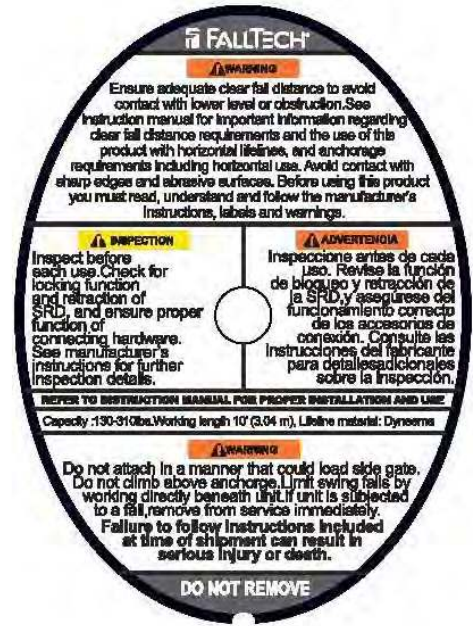 FALLTECH
WARNING
Ensure adequate clear fall distance to avoid
contact with lower level or obstruction.See
instruction manual for important information regarding
clear fall distance requirements and the use of this
product with horizontal lifelines, and anchorage
requirements including horizontal use. Avoid contact with
sharp edges and abrasive surfaces. Before using this product
you must read, understand and follow the manufacturer's
instructions, labels and warnings.
INSPECTION
Inspect before
each use.Check for
locking function
and retraction of
SRD, and ensure proper
function of
connecting hardware.
See manufacturer's
instructions for further
inspection details.
ADVERTENCIA
Inspeccione antes de cada
uso. Revise la función
de bloqueo y retracción de
la SRD,y asegúrese del
funcionamiento correcto
de los accesorios de
conexión. Consulte las
instrucciones del fabricante
para detallesadicionales
sobre la inspección.
REFER TO INSTRUCTION MANUAL FOR PROPER INSTALLATION AND USE
Capacity :130-310lbs.Working length 10' (3.04 m), Lifeline material: Dyneema
WARNING
Do not attach in a manner that could load side gate.
Do not climb above anchorge.Limit swing falls by
working directly beneath unit.If unit is subjected
to a fall,remove from service immediately.
Failure to follow instructions included
at time of shipment can result in
serious injury or death.
DO NOT REMOVE